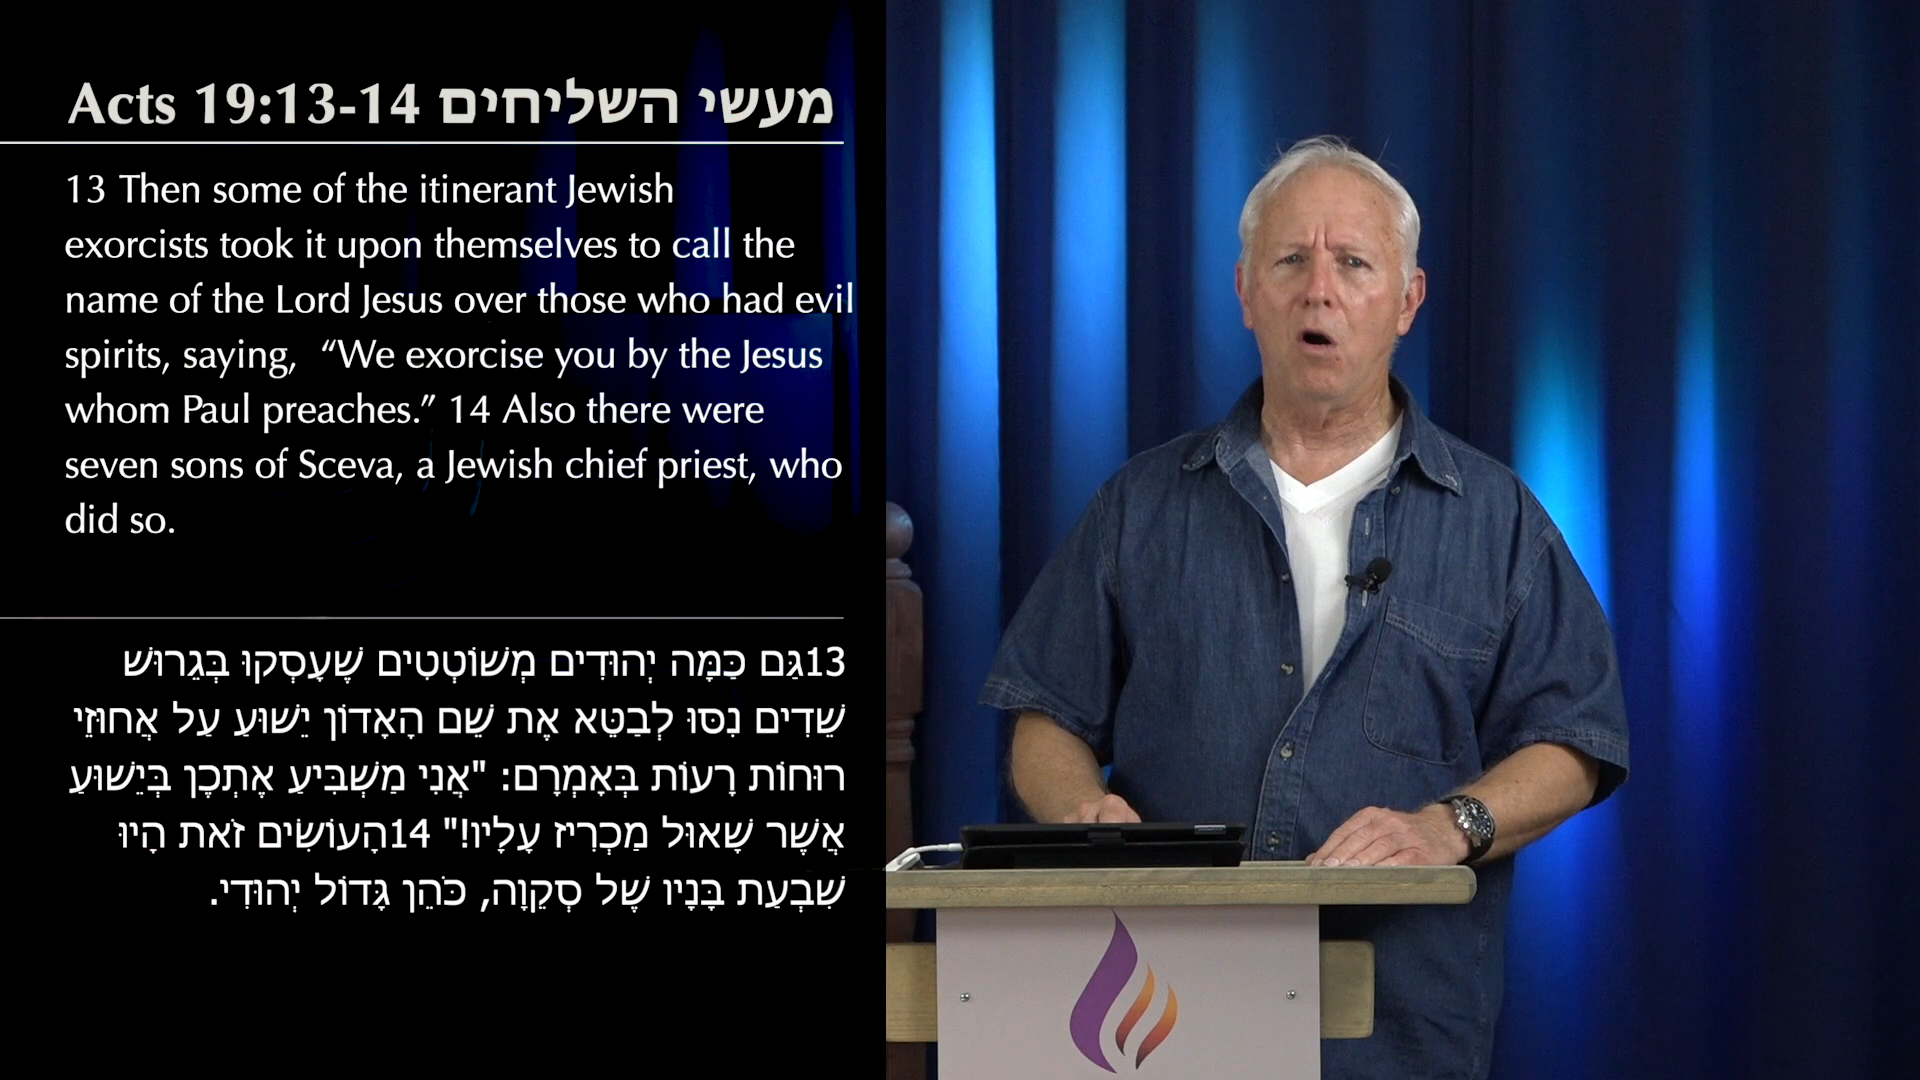 Acts 19:13-14 מעשי השליחים
13 Then some of the itinerant Jewish
exorcists took it upon themselves to call the
name of the Lord Jesus over those who had evil
spirits, saying, “We exorcise you by the Jesus
whom Paul preaches.” 14 Also there were
seven sons of Sceva, a Jewish chief priest, who
did so.
13גַּם כַּמָּה יְהוּדִים מְשׁוֹטְטִים שֶׁעָסְקוּ בְּגֵרוּשׁ
שֵׁדִים נִסּוּ לְבַטֵּא אֶת שֵׁם הָאָדוֹן יֵשׁוּעַ עַל אֲחוּזֵי
רוּחוֹת רָעוֹת בְּאָמְרָם: "אֲנִי מַשְׁבִּיעַ אֶתְכֶן בְּיֵשׁוּעַ
אֲשֶׁר שָׁאוּל מַכְרִיז עָלָיו!" 14הָעוֹשִׂים זֹאת הָיוּ
שִׁבְעַת בָּנָיו שֶׁל סְקֵוָה, כֹּהֵן גָּדוֹל יְהוּדִי.